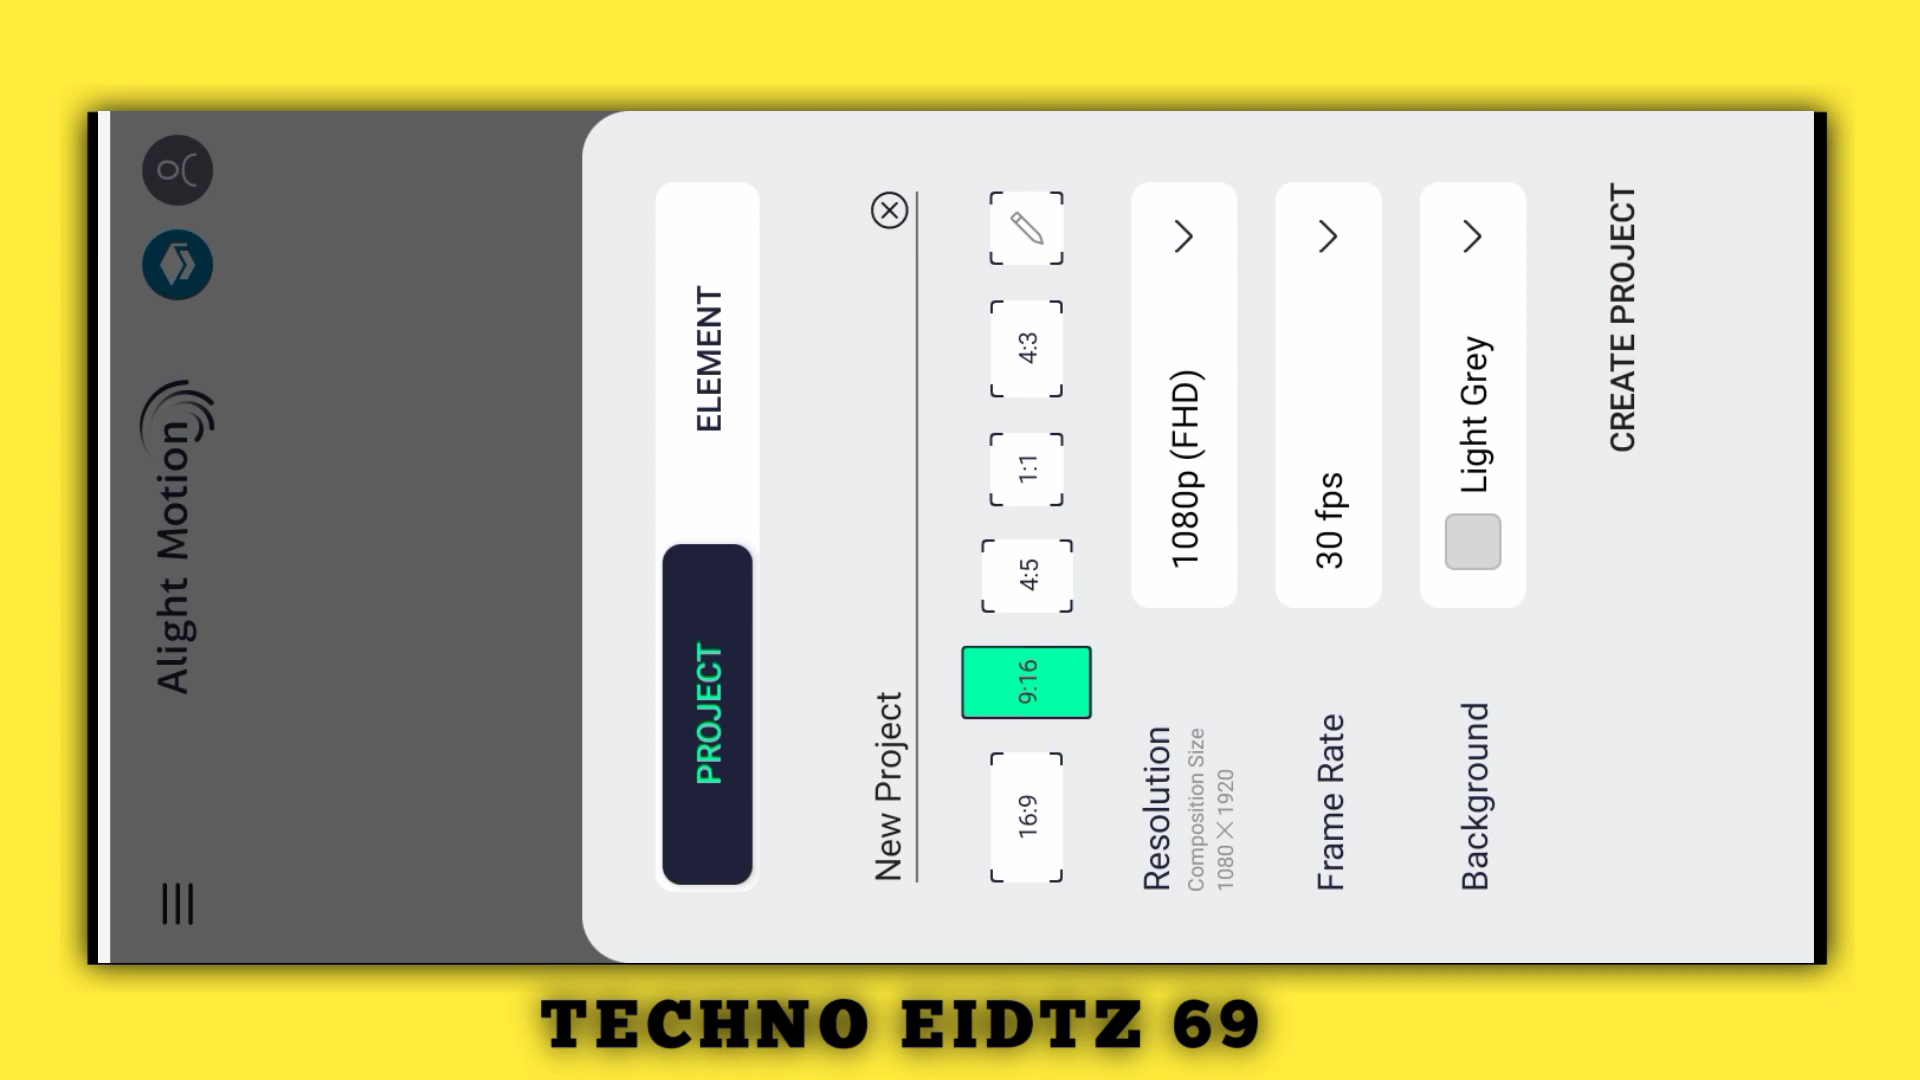 Alight Motion
PROJECT
ELEMENT
New Project
16:9
9:16
4:5
1:1
4:3
Resolution
Composition Size
1080 × 1920
1080p (FHD)
Frame Rate
30 fps
Background
Light Grey
CREATE PROJECT
TECHNO EIDTZ 69